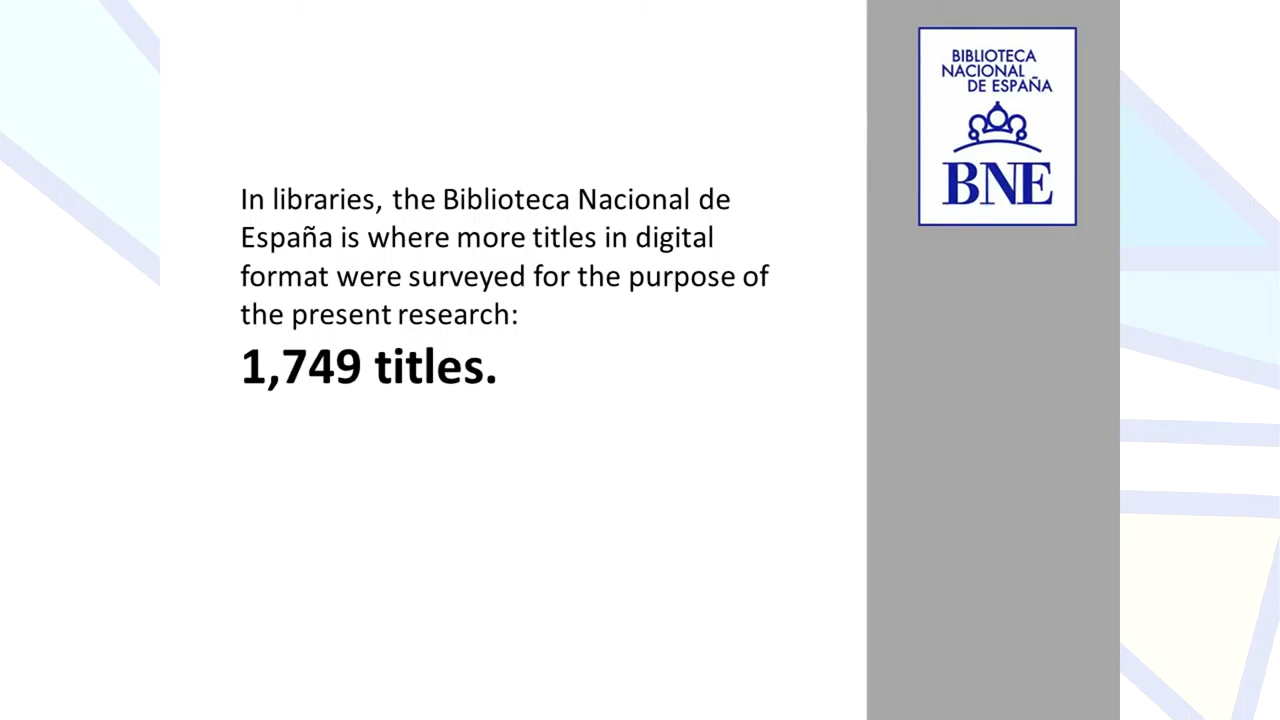 In libraries, the Biblioteca Nacional de
España is where more titles in digital
format were surveyed for the purpose of
the present research:
1,749 titles.
BIBLIOTECA
NACIONAL
DE ESPAÑA
BNE